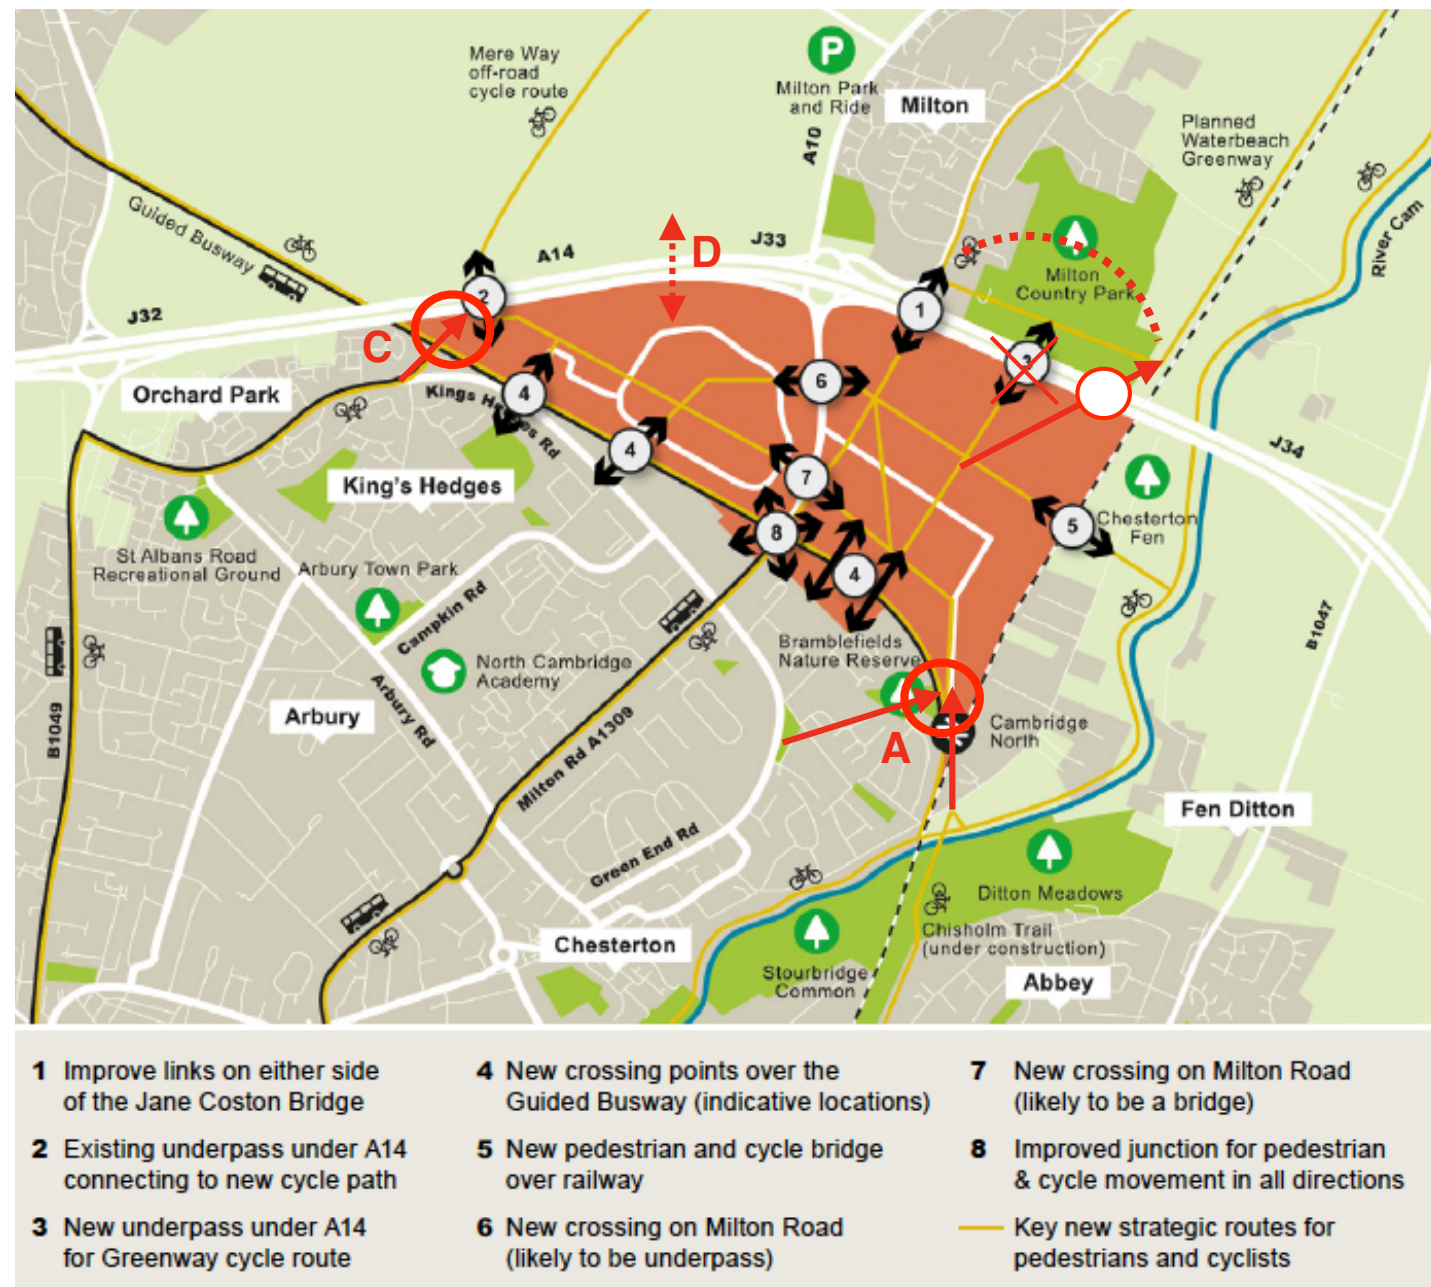 Mere Way
off-road
cycle route
P
Milton Park
and Ride
Milton
A10
Planned
Waterbeach
Greenway
Guided Busway
River Cam
A14
D
J33
Milton
Country Park
J32
2
1
C
3
Orchard Park
Kings Hedges Rd
4
6
J34
4
King's Hedges
7
5
Chesterton
Fen
8
St Albans Road
Recreational Ground
Arbury Town Park
4
Campkin Rd
B1047
Bramblefields
Nature Reserve
North Cambridge
Academy
Arbury
Arbury Rd
B1049
Milton Rd A1309
A
Cambridge
North
Fen Ditton
Green End Rd
Ditton Meadows
Chesterton
Chisholm Trail
(under construction)
Stourbridge
Common
Abbey
1 Improve links on either side
of the Jane Coston Bridge
2 Existing underpass under A14
connecting to new cycle path
3 New underpass under A14
for Greenway cycle route
4 New crossing points over the
Guided Busway (indicative locations)
5 New pedestrian and cycle bridge
over railway
6 New crossing on Milton Road
(likely to be underpass)
7 New crossing on Milton Road
(likely to be a bridge)
8 Improved junction for pedestrian
& cycle movement in all directions
Key new strategic routes for
pedestrians and cyclists